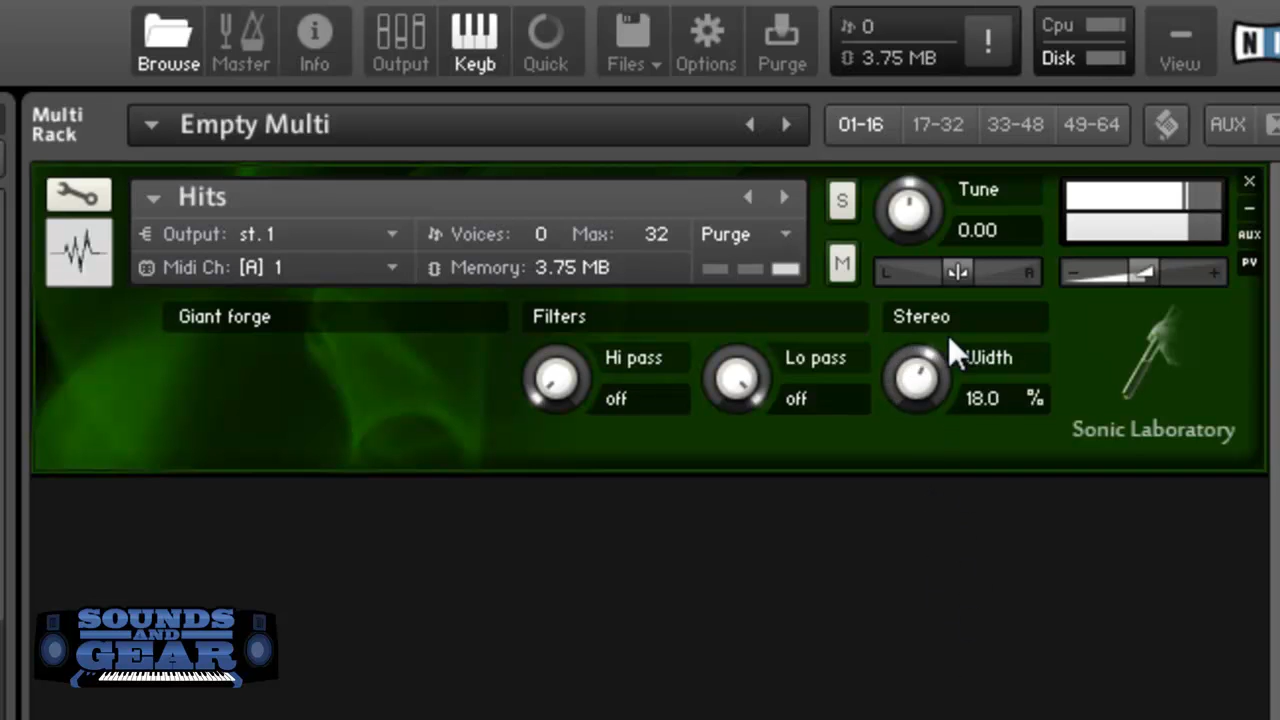 Browse
Master
Info
Output
Keyb
Quick
Files
Options
Purge
0
3.75 MB
!
Cpu
Disk
View
NI
Multi
Rack
Empty Multi
01-16
17-32
33-48
49-64
AUX
Hits
Output: st. 1
Voices: 0 Max: 32
Purge
Midi Ch: [A] 1
Memory: 3.75 MB
S
M
Tune
0.00
L R
- +
AUX
PV
Giant forge
Filters
Hi pass
off
Lo pass
off
Stereo
Width
18.0 %
Sonic Laboratory
SOUNDS
AND
GEAR